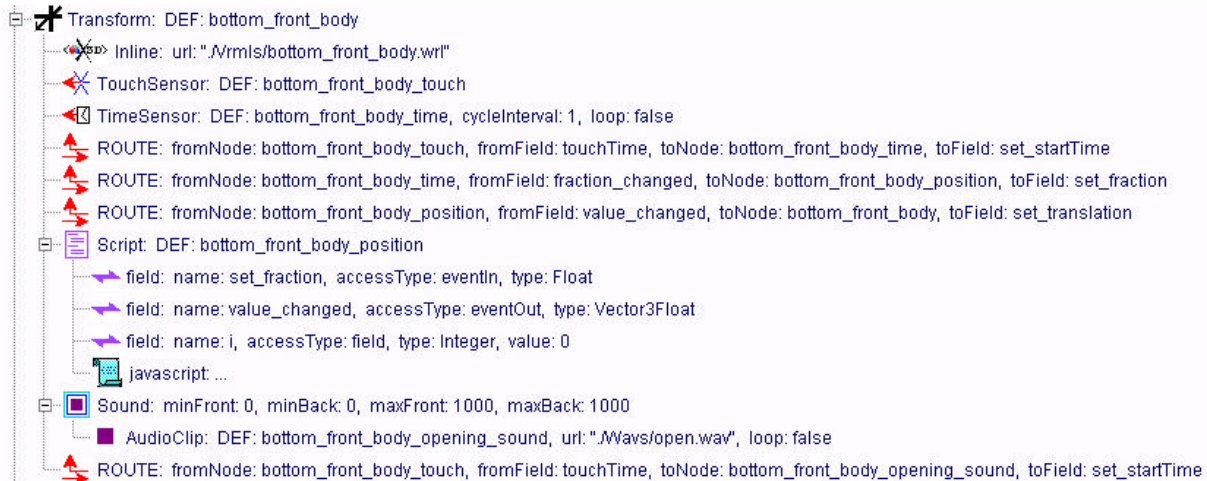 Transform: DEF: bottom_front_body
Inline: url: "./Vrmls/bottom_front_body.wrl"
TouchSensor: DEF: bottom_front_body_touch
TimeSensor: DEF: bottom_front_body_time, cycleInterval: 1, loop: false
ROUTE: fromNode: bottom_front_body_touch, fromField: touchTime, toNode: bottom_front_body_time, toField: set_startTime
ROUTE: fromNode: bottom_front_body_time, fromField: fraction_changed, toNode: bottom_front_body_position, toField: set_fraction
ROUTE: fromNode: bottom_front_body_position, fromField: value_changed, toNode: bottom_front_body, toField: set_translation
Script: DEF: bottom_front_body_position
field: name: set_fraction, accessType: eventIn, type: Float
field: name: value_changed, accessType: eventOut, type: Vector3Float
field: name: i, accessType: field, type: Integer, value: 0
javascript: ...
Sound: minFront: 0, minBack: 0, maxFront: 1000, maxBack: 1000
AudioClip: DEF: bottom_front_body_opening_sound, url: "./Wavs/open.wav", loop: false
ROUTE: fromNode: bottom_front_body_touch, fromField: touchTime, toNode: bottom_front_body_opening_sound, toField: set_startTime